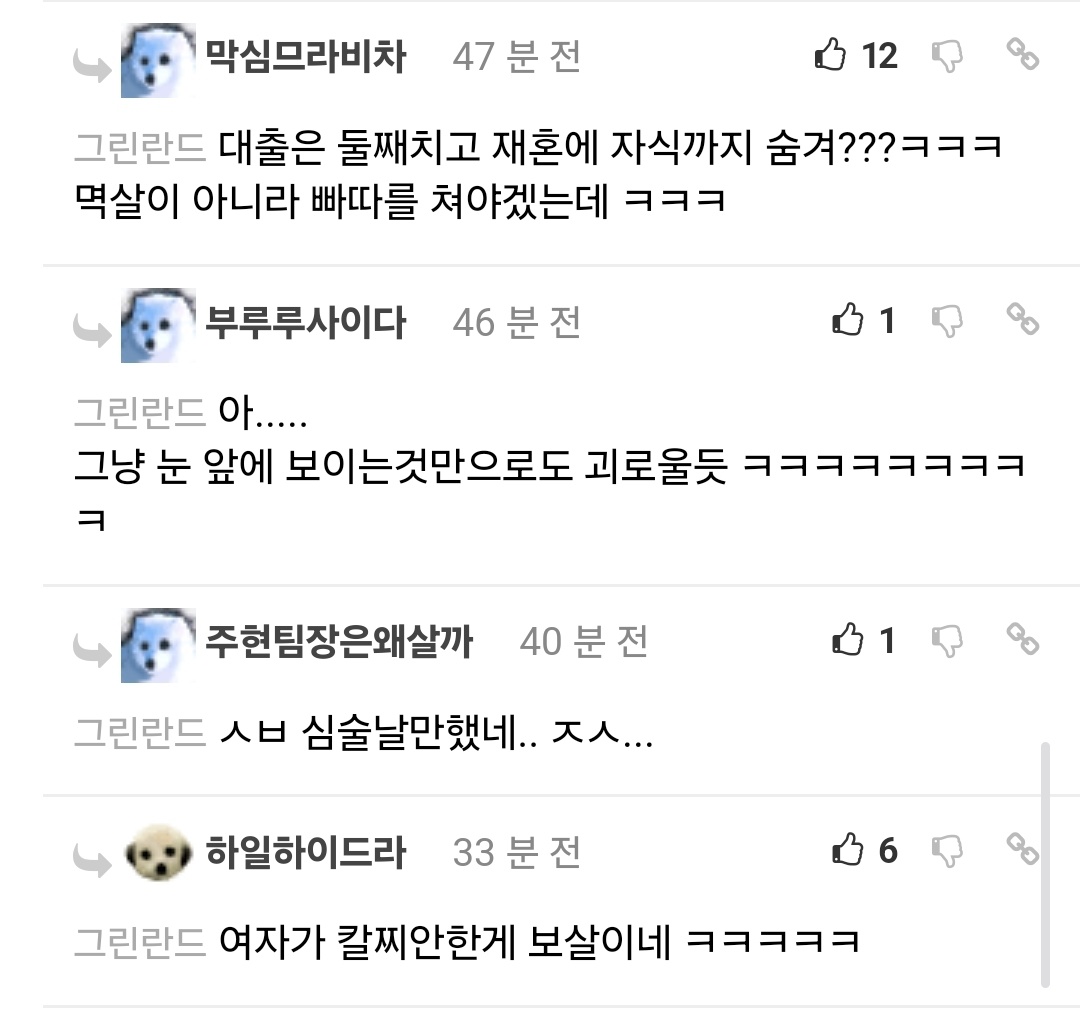 막심므라비차 47 분 전 12
그린란드 대출은 둘째치고 재혼에 자식까지 숨겨???ㅋㅋㅋ
멱살이 아니라 빠따를 쳐야겠는데 ㅋㅋㅋ
부루루사이다 46 분 전 1
그린란드 아.....
그냥 눈 앞에 보이는것만으로도 괴로울듯 ㅋㅋㅋㅋㅋㅋㅋㅋ
ㅋ
주현팀장은왜살까 40 분 전 1
그린란드 ㅅㅂ 심술날만했네.. ㅈㅅ...
하일하이드라 33 분 전 6
그린란드 여자가 칼찌안한게 보살이네 ㅋㅋㅋㅋㅋ